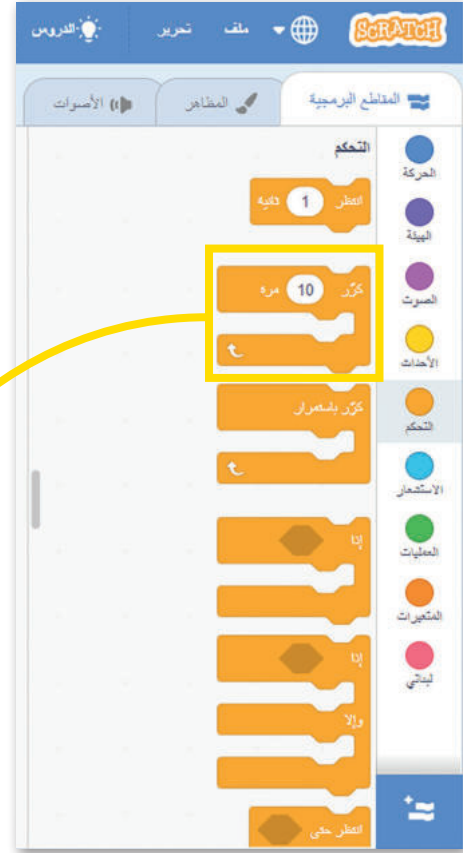 SCRATCH ملف تحرير الدروس
المقاطع البرمجية المظاهر الأصوات
التحكم
الحركة
انتظر 1 ثانية
الهيئة
كرّر 10 مرة
الصوت
الأحداث
كرّر باستمرار
التحكم
الاستشعار
إذا
العمليات
المتغيرات
إذا
لبناتي
وإلا
انتظر حتى